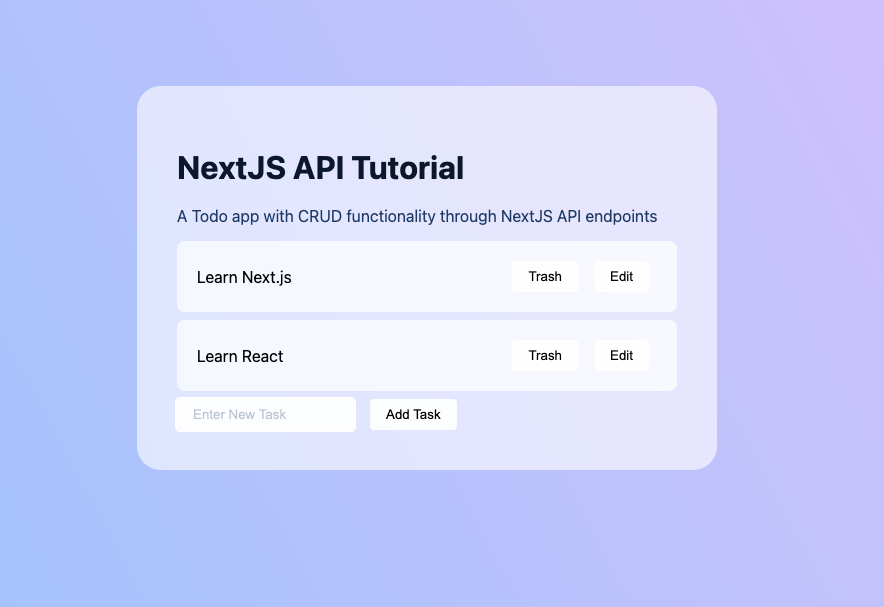 NextJS API Tutorial
A Todo app with CRUD functionality through NextJS API endpoints
Learn Next.js Trash Edit
Learn React Trash Edit
Enter New Task Add Task